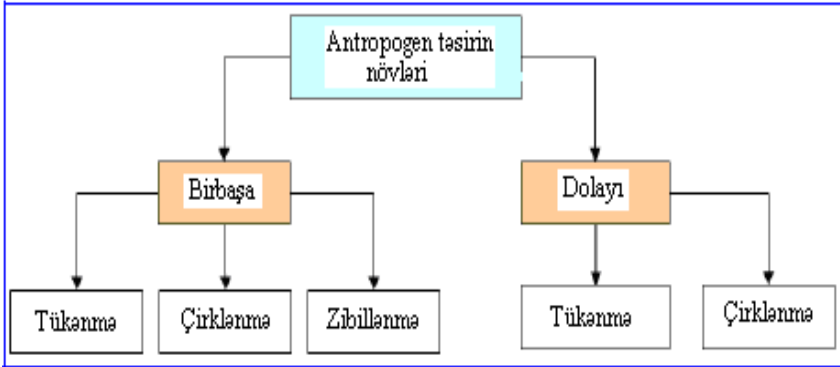 Antropogen təsirin
növləri
Birbaşa
Dolayı
Tükənmə
Çirklənmə
Zibillənmə
Tükənmə
Çirklənmə